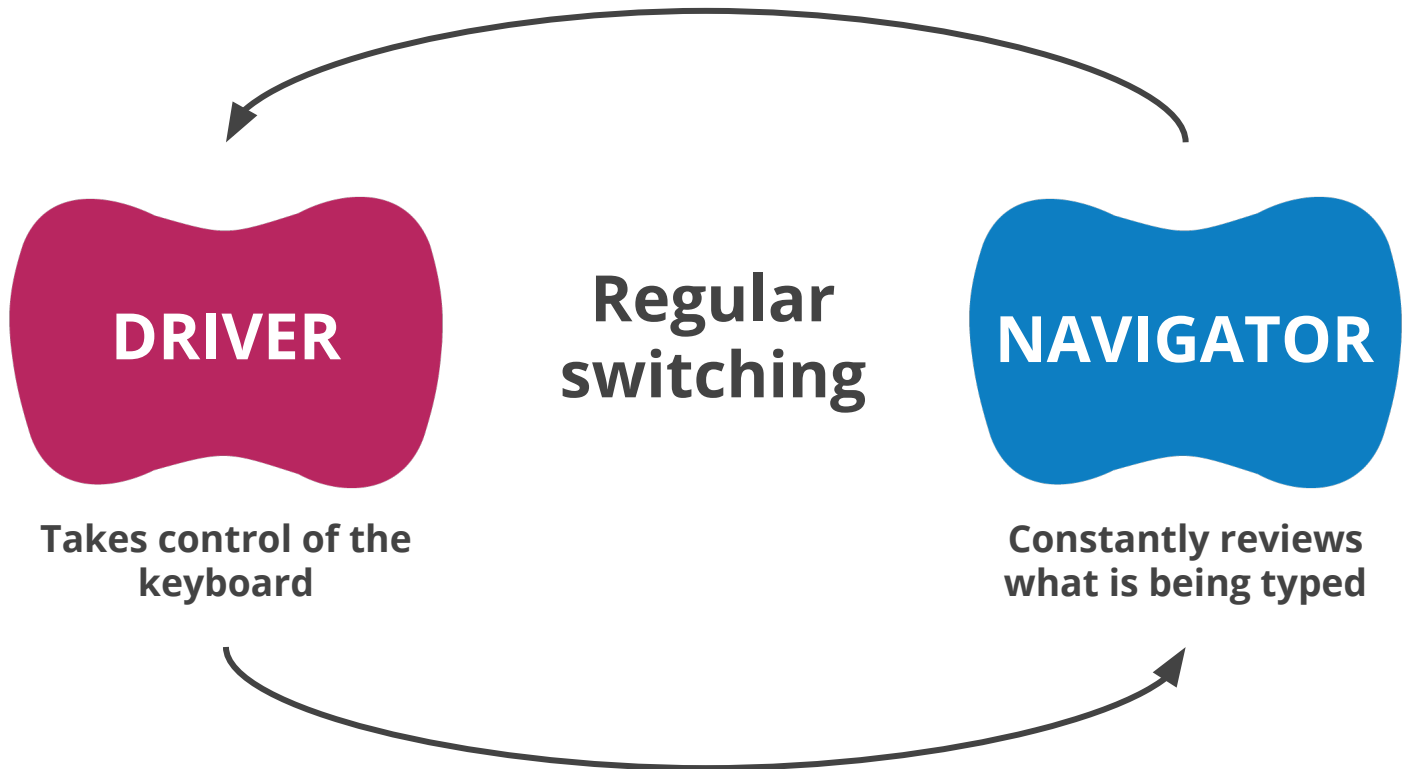 DRIVER
Regular
switching
NAVIGATOR
Takes control of the
keyboard
Constantly reviews
what is being typed